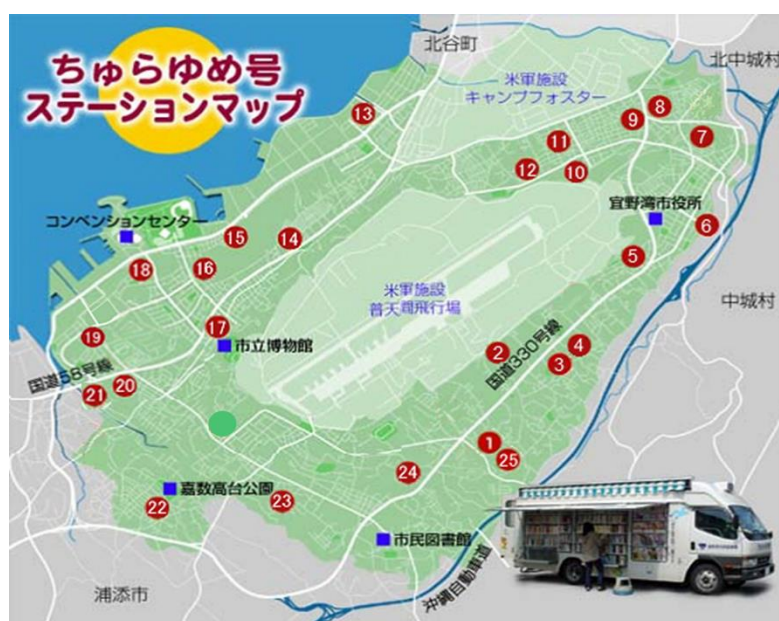 ちゅらゆめ号
ステーションマップ
北谷町
北中城村
米軍施設
キャンプフォスター
13
8
9
7
11
12
10
宜野湾市役所
コンベンションセンター
6
15
14
5
18
16
米軍施設
普天間飛行場
中城村
17
19
市立博物館
2
4
国道330号線
3
国道58号線
20
21
1
25
24
嘉数高台公園
23
22
市民図書館
沖縄自動車道
浦添市